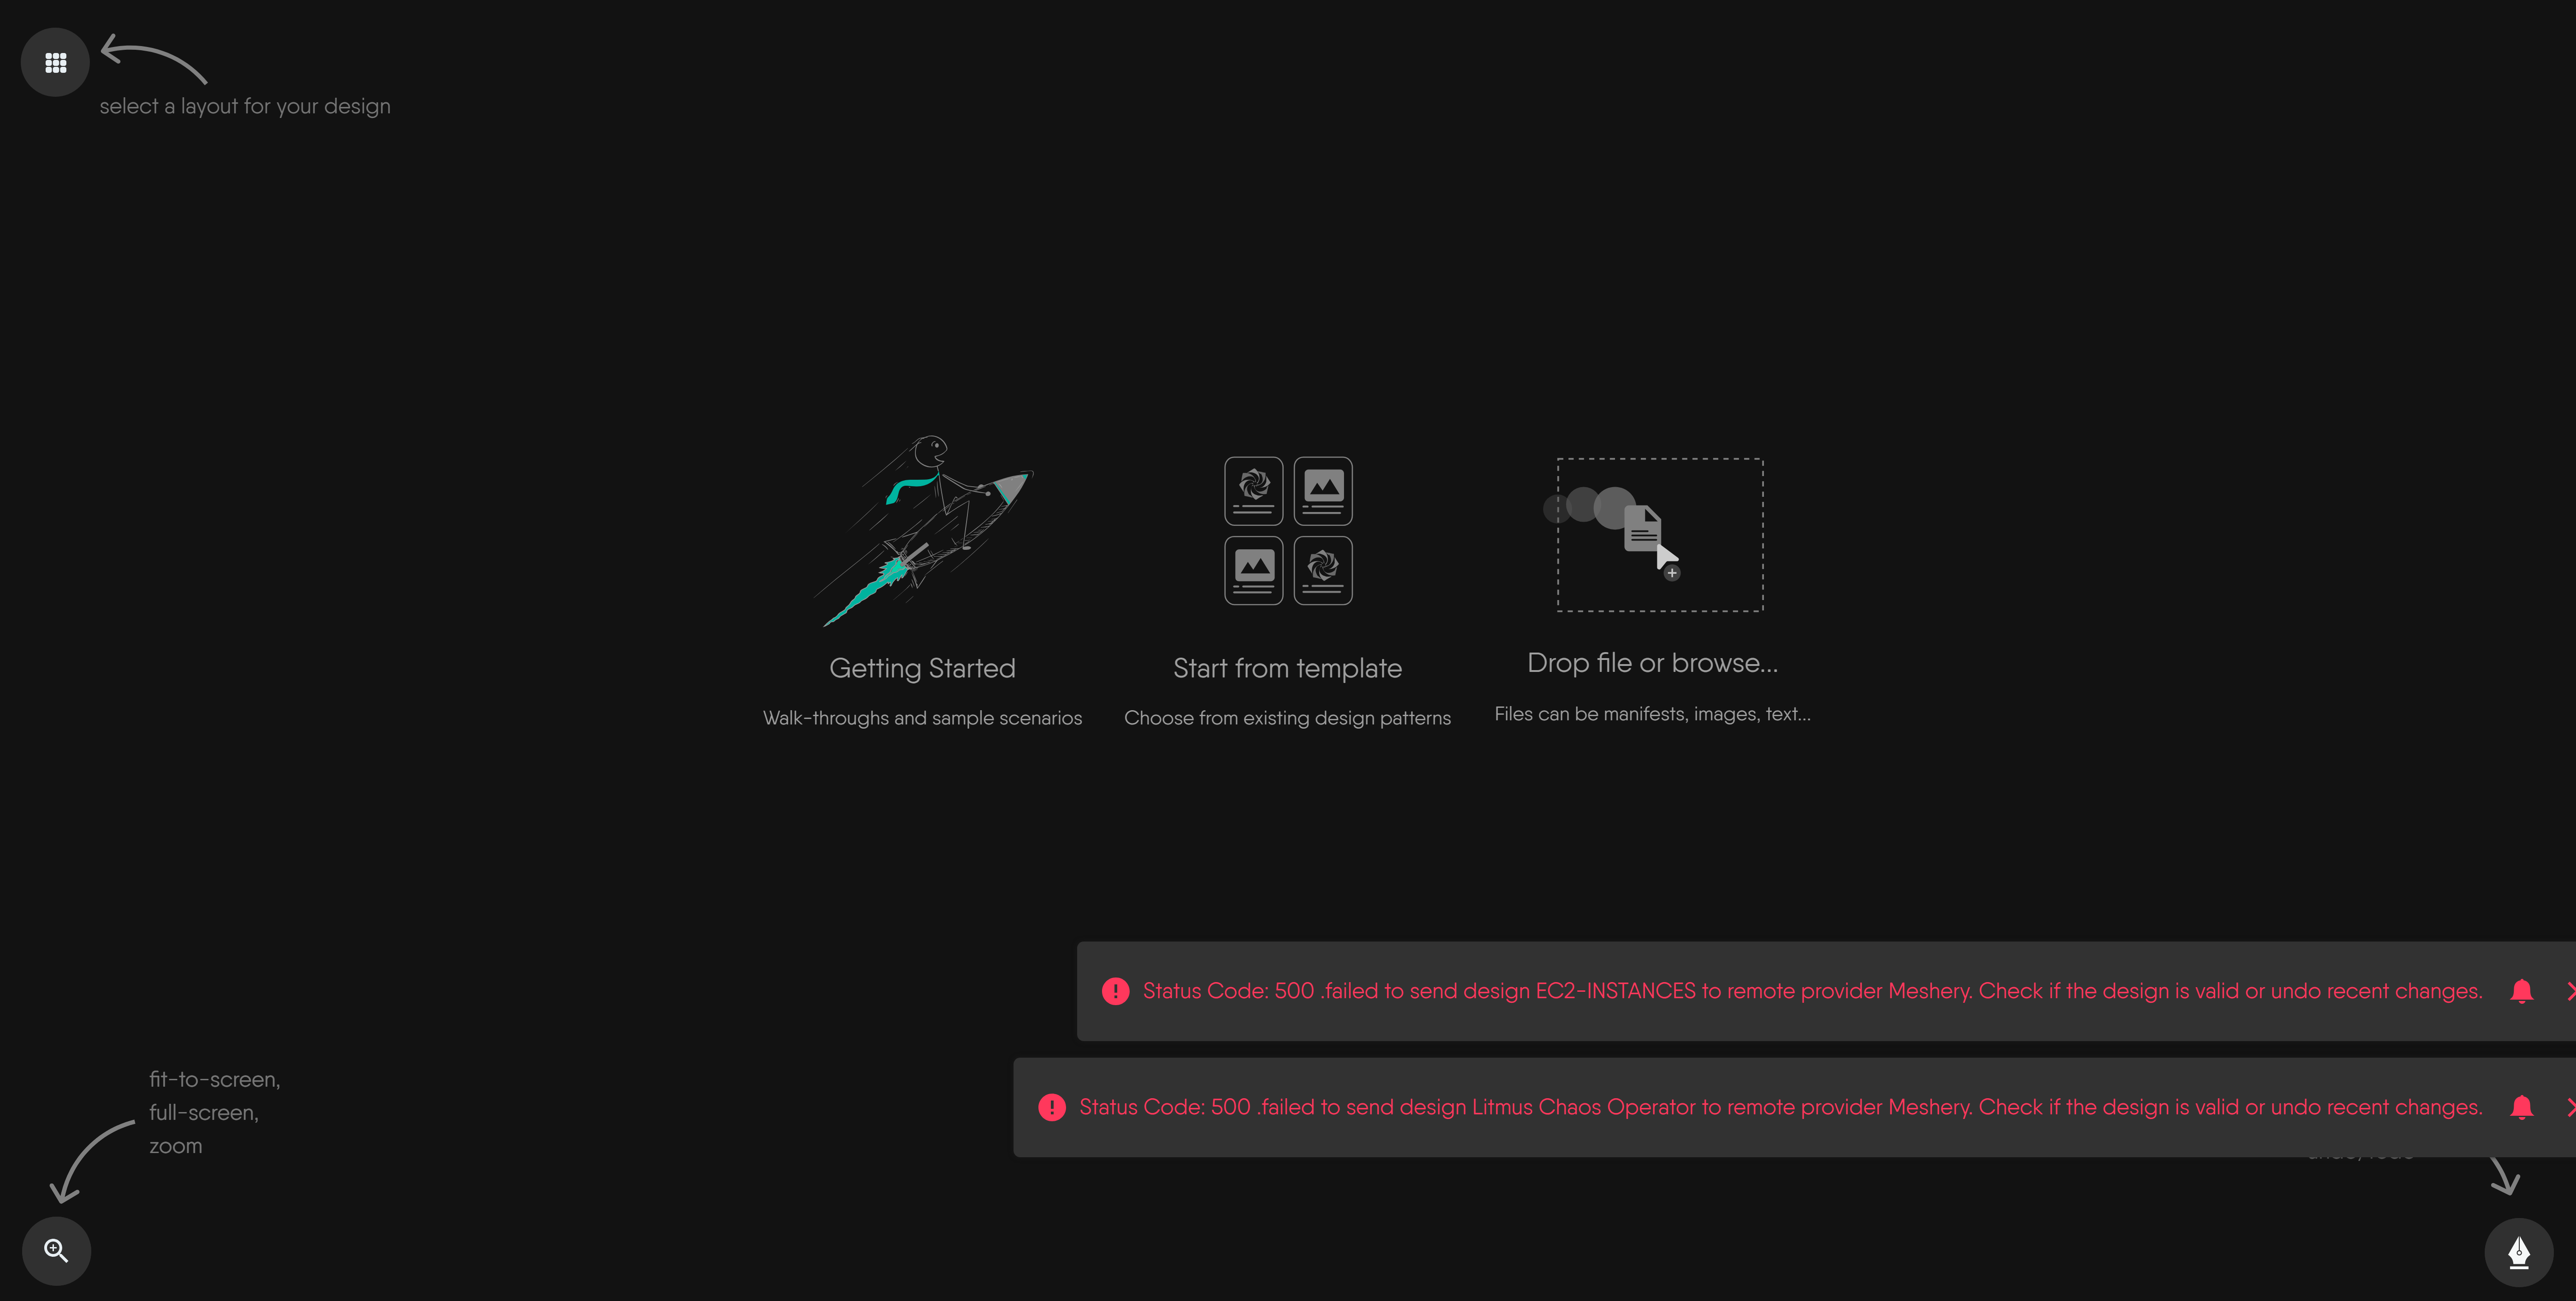 select a layout for your design
Getting Started
Walk-throughs and sample scenarios
Start from template
Choose from existing design patterns
Drop file or browse...
Files can be manifests, images, text...
Status Code: 500 .failed to send design EC2-INSTANCES to remote provider Meshery. Check if the design is valid or undo recent changes.
Status Code: 500 .failed to send design Litmus Chaos Operator to remote provider Meshery. Check if the design is valid or undo recent changes.
fit-to-screen,
full-screen,
zoom